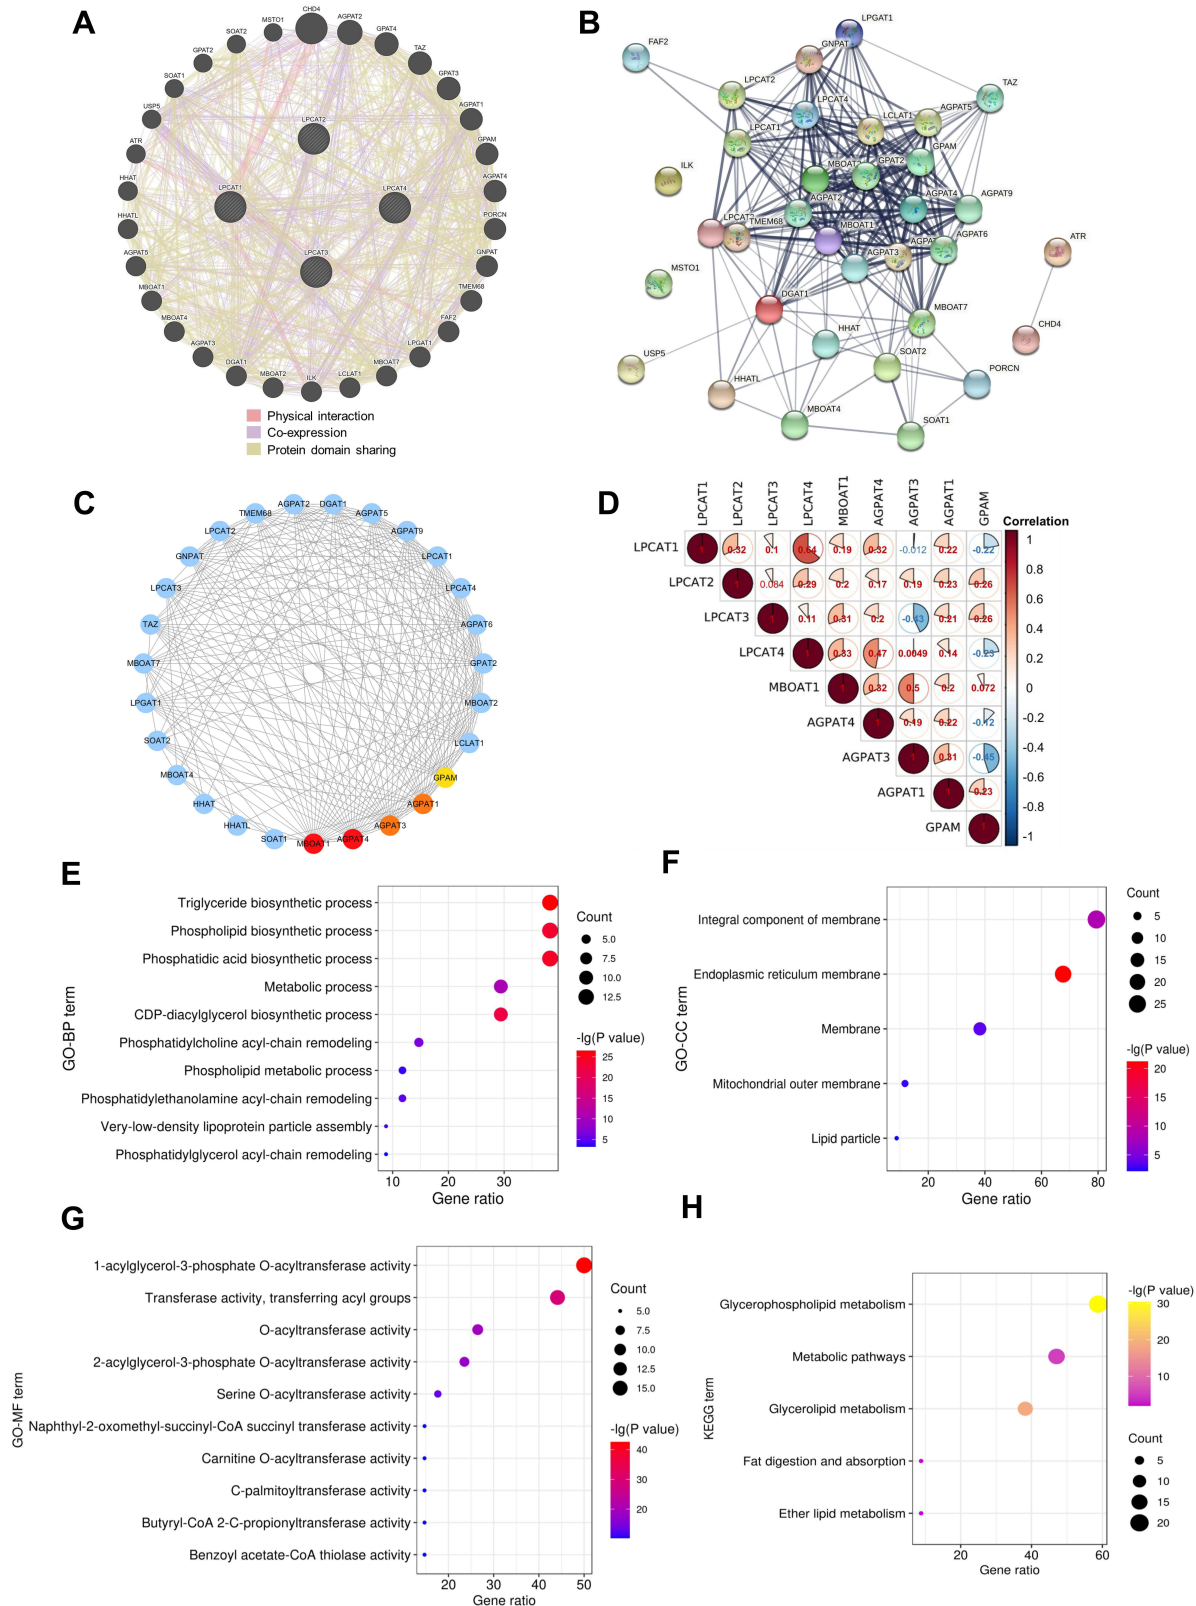 A
CHD4
MSTO1
AGPAT2
SOAT2
GPAT4
GPAT2
TAZ
SOAT1
GPAT3
USP5
AGPAT1
LPCAT2
ATR
GPAM
HHAT
LPCAT1
LPCAT4
AGPAT4
HHATL
PORCN
AGPAT5
LPCAT3
GNPAT
MBOAT1
TMEM68
MBOAT4
FAF2
AGPAT3
LPGAT1
DGAT1
MBOAT7
MBOAT2
ILK
LCLAT1
Physical interaction
Co-expression
Protein domain sharing
B
LPGAT1
FAF2
GNPAT
LPCAT2
TAZ
LPCAT4
AGPAT5
LCLAT1
LPCAT1
GPAM
MBOAT2
GPAT2
ILK
AGPAT2
AGPAT4
AGPAT9
TMEM68
MBOAT1
AGPAT6
ATR
AGPAT3
MSTO1
DGAT1
MBOAT7
CHD4
HHAT
USP5
SOAT2
HHATL
PORCN
MBOAT4
SOAT1
C
AGPAT2
DGAT1
TMEM68
AGPAT5
LPCAT2
AGPAT9
GNPAT
LPCAT1
LPCAT3
LPCAT4
TAZ
AGPAT6
MBOAT7
GPAT2
LPGAT1
MBOAT2
SOAT2
LCLAT1
MBOAT4
GPAM
HHAT
AGPAT1
HHATL
AGPAT3
SOAT1
MBOAT1
AGPAT4
D
LPCAT1 LPCAT2 LPCAT3 LPCAT4 MBOAT1 AGPAT4 AGPAT3 AGPAT1 GPAM
Correlation
LPCAT1 1 0.32 0.1 0.64 0.19 0.32 -0.012 0.22 -0.22
LPCAT2 1 0.084 0.29 0.2 0.17 0.19 0.23 0.26
LPCAT3 1 0.11 0.31 0.2 -0.43 0.21 0.26
LPCAT4 1 0.33 0.47 0.0049 0.14 -0.23
MBOAT1 1 0.32 0.5 0.2 0.072
AGPAT4 1 0.19 0.22 -0.12
AGPAT3 1 0.31 -0.45
AGPAT1 1 0.23
GPAM 1
1
0.8
0.6
0.4
0.2
0
-0.2
-0.4
-0.6
-0.8
-1
E
GO-BP term
Triglyceride biosynthetic process
Phospholipid biosynthetic process
Phosphatidic acid biosynthetic process
Metabolic process
CDP-diacylglycerol biosynthetic process
Phosphatidylcholine acyl-chain remodeling
Phospholipid metabolic process
Phosphatidylethanolamine acyl-chain remodeling
Very-low-density lipoprotein particle assembly
Phosphatidylglycerol acyl-chain remodeling
10 20 30
Gene ratio
Count
5.0
7.5
10.0
12.5
-lg(P value)
25
20
15
10
5
F
GO-CC term
Integral component of membrane
Endoplasmic reticulum membrane
Membrane
Mitochondrial outer membrane
Lipid particle
20 40 60 80
Gene ratio
Count
5
10
15
20
25
-lg(P value)
20
15
10
5
G
GO-MF term
1-acylglycerol-3-phosphate O-acyltransferase activity
Transferase activity, transferring acyl groups
O-acyltransferase activity
2-acylglycerol-3-phosphate O-acyltransferase activity
Serine O-acyltransferase activity
Naphthyl-2-oxomethyl-succinyl-CoA succinyl transferase activity
Carnitine O-acyltransferase activity
C-palmitoyltransferase activity
Butyryl-CoA 2-C-propionyltransferase activity
Benzoyl acetate-CoA thiolase activity
20 30 40 50
Gene ratio
Count
5.0
7.5
10.0
12.5
15.0
-lg(P value)
40
30
20
H
KEGG term
Glycerophospholipid metabolism
Metabolic pathways
Glycerolipid metabolism
Fat digestion and absorption
Ether lipid metabolism
20 40 60
Gene ratio
-lg(P value)
30
20
10
Count
5
10
15
20